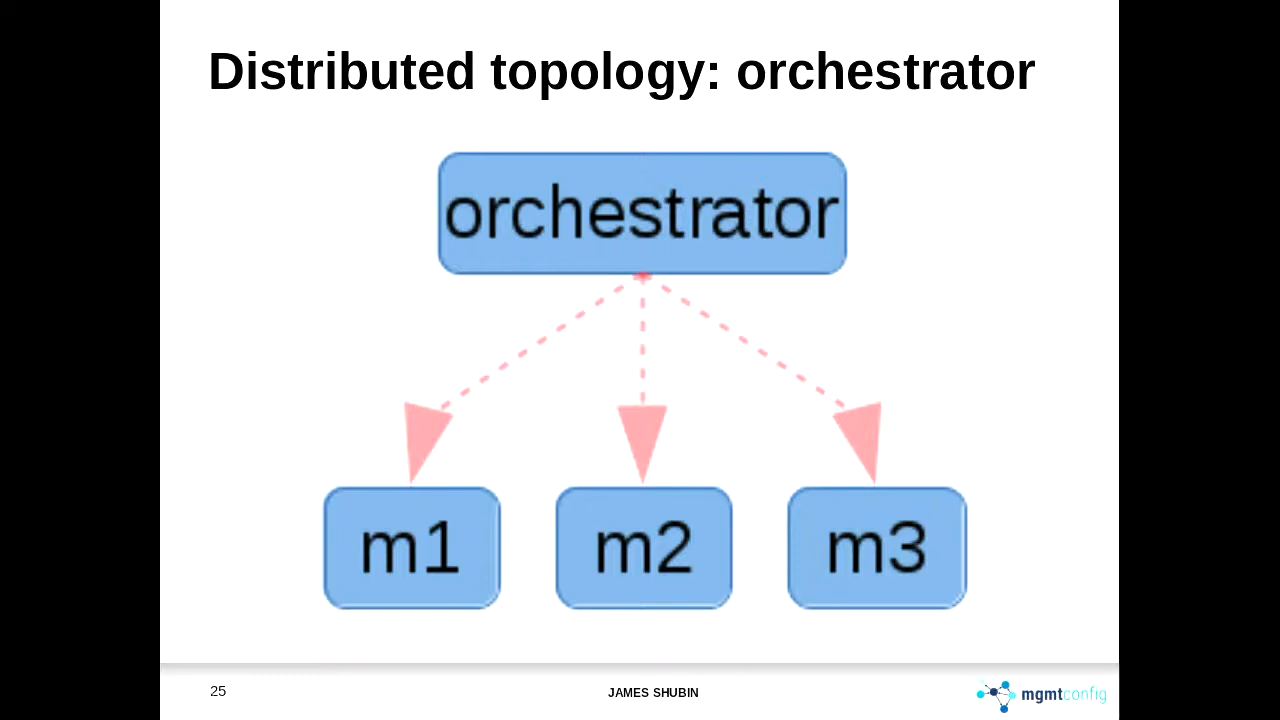 Distributed topology: orchestrator
orchestrator
m1 m2 m3
25
JAMES SHUBIN
mgmtconfig